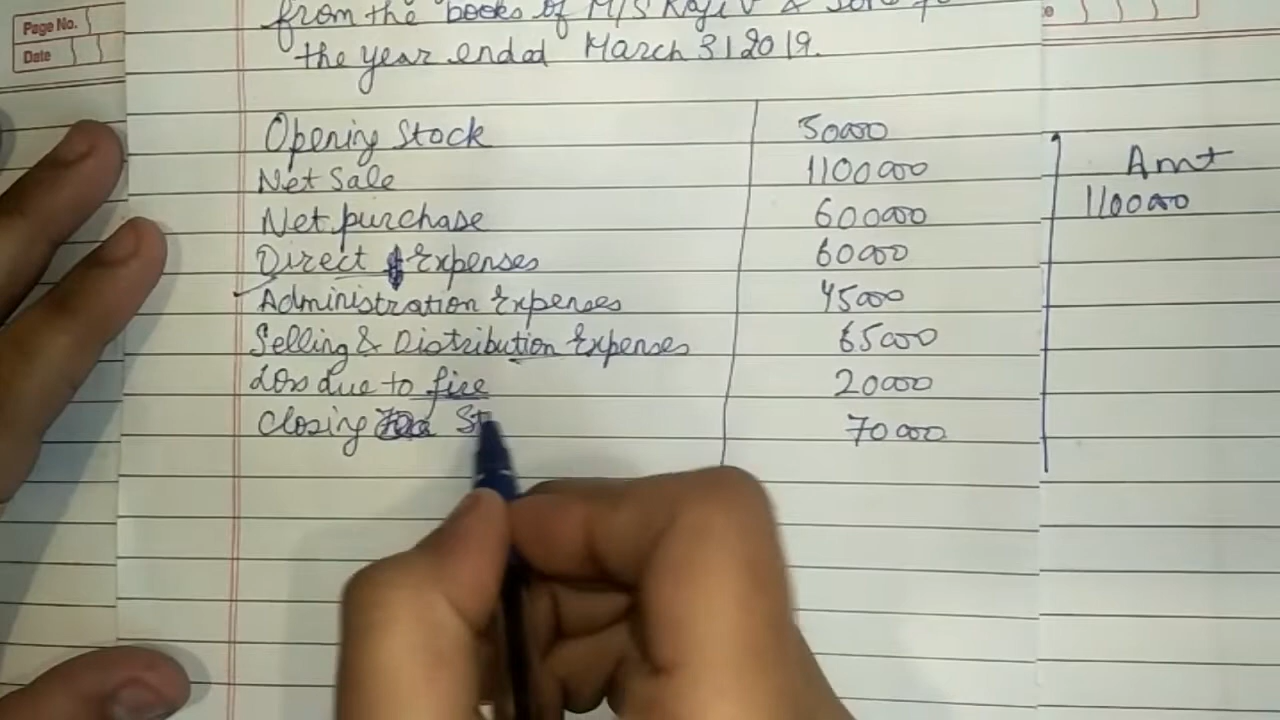 Page No.
Date
from the books of M/S Rajiv & Sons
the year ended March 31 2019.
Opening Stock 50000
Net Sale 1100000
Net purchase 600000
Direct Expenses 60000
Administration Expenses 45000
Selling & Distribution Expenses 65000
Loss due to fire 20000
Closing St 70000
Amt
1100000